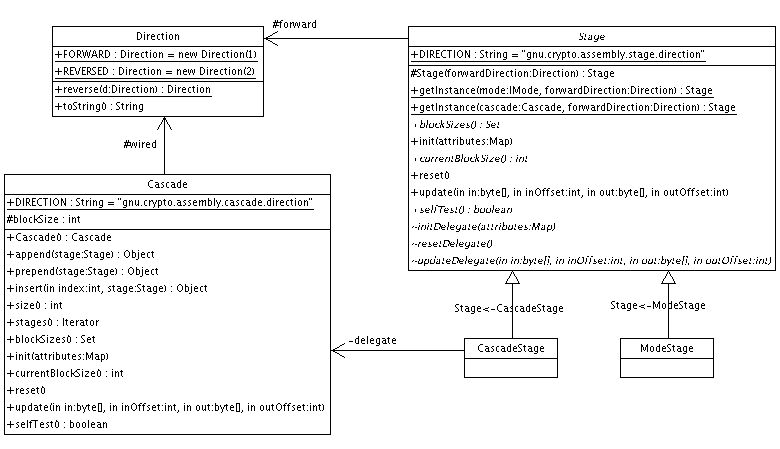 #forward
Direction
+FORWARD : Direction = new Direction(1)
+REVERSED : Direction = new Direction(2)
+reverse(d:Direction) : Direction
+toString() : String
Stage
+DIRECTION : String = "gnu.crypto.assembly.stage.direction"
#Stage(forwardDirection:Direction) : Stage
+getInstance(mode:IMode, forwardDirection:Direction) : Stage
+getInstance(cascade:Cascade, forwardDirection:Direction) : Stage
+blockSizes() : Set
+init(attributes:Map)
+currentBlockSize() : int
+reset()
+update(in in:byte[], in inOffset:int, in out:byte[], in outOffset:int)
+selfTest() : boolean
~initDelegate(attributes:Map)
~resetDelegate()
~updateDelegate(in in:byte[], in inOffset:int, in out:byte[], in outOffset:int)
#wired
Cascade
+DIRECTION : String = "gnu.crypto.assembly.cascade.direction"
#blockSize : int
+Cascade() : Cascade
+append(stage:Stage) : Object
+prepend(stage:Stage) : Object
+insert(in index:int, stage:Stage) : Object
+size() : int
+stages() : Iterator
+blockSizes() : Set
+init(attributes:Map)
+currentBlockSize() : int
+reset()
+update(in in:byte[], in inOffset:int, in out:byte[], in outOffset:int)
+selfTest() : boolean
Stage<-CascadeStage
Stage<-ModeStage
-delegate
CascadeStage
ModeStage